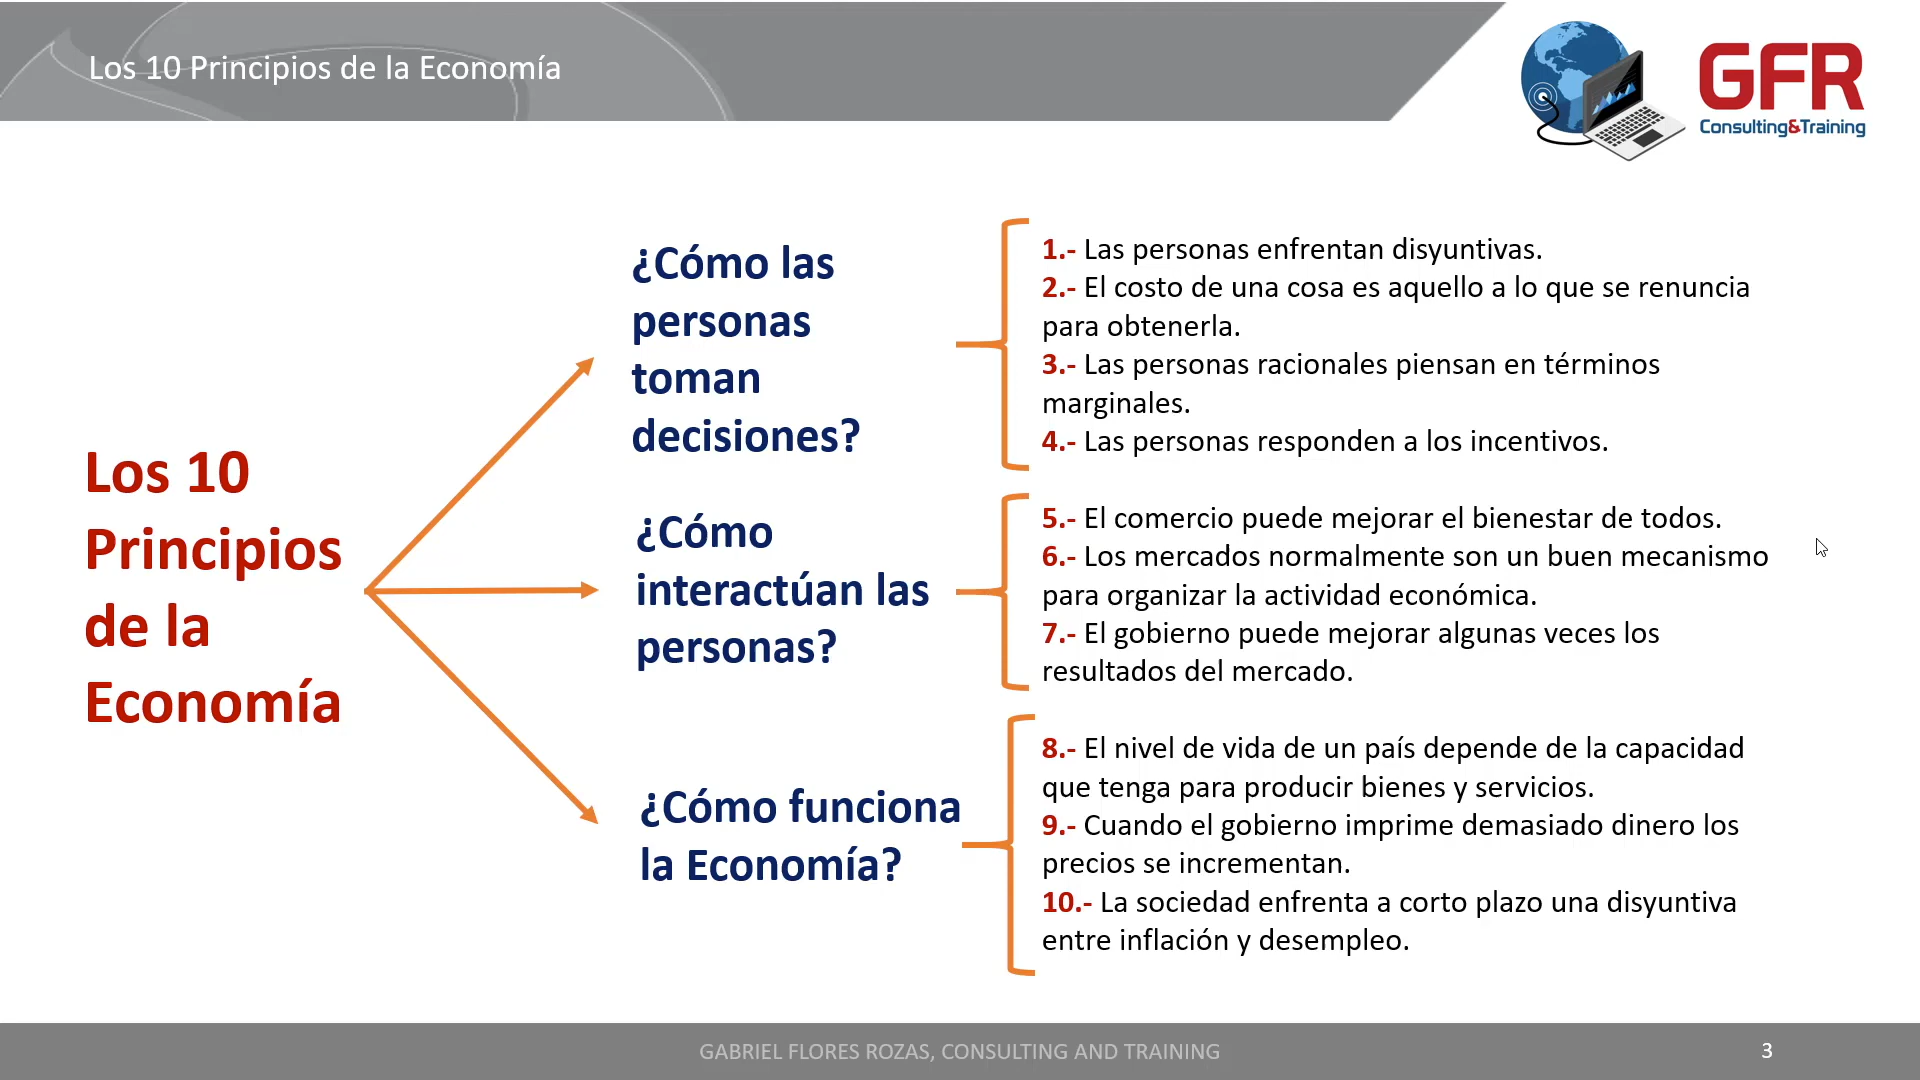 Los 10 Principios de la Economía
GFR
Consulting&Training
Los 10
Principios
de la
Economía
¿Cómo las
personas
toman
decisiones?
1.- Las personas enfrentan disyuntivas.
2.- El costo de una cosa es aquello a lo que se renuncia
para obtenerla.
3.- Las personas racionales piensan en términos
marginales.
4.- Las personas responden a los incentivos.
¿Cómo
interactúan las
personas?
5.- El comercio puede mejorar el bienestar de todos.
6.- Los mercados normalmente son un buen mecanismo
para organizar la actividad económica.
7.- El gobierno puede mejorar algunas veces los
resultados del mercado.
¿Cómo funciona
la Economía?
8.- El nivel de vida de un país depende de la capacidad
que tenga para producir bienes y servicios.
9.- Cuando el gobierno imprime demasiado dinero los
precios se incrementan.
10.- La sociedad enfrenta a corto plazo una disyuntiva
entre inflación y desempleo.
GABRIEL FLORES ROZAS, CONSULTING AND TRAINING
3